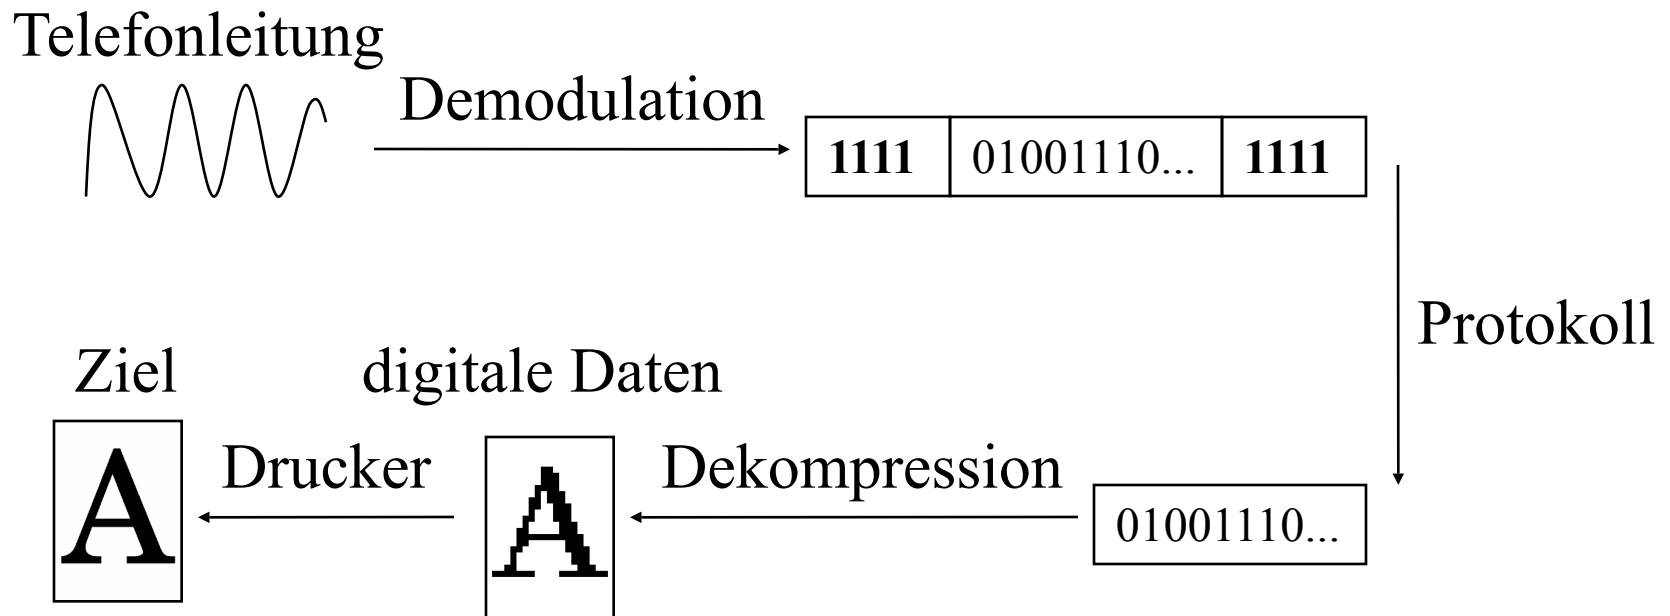 Telefonleitung
Demodulation
1111 01001110... 1111
Protokoll
Ziel
digitale Daten
Drucker
Dekompression
A
A
01001110...